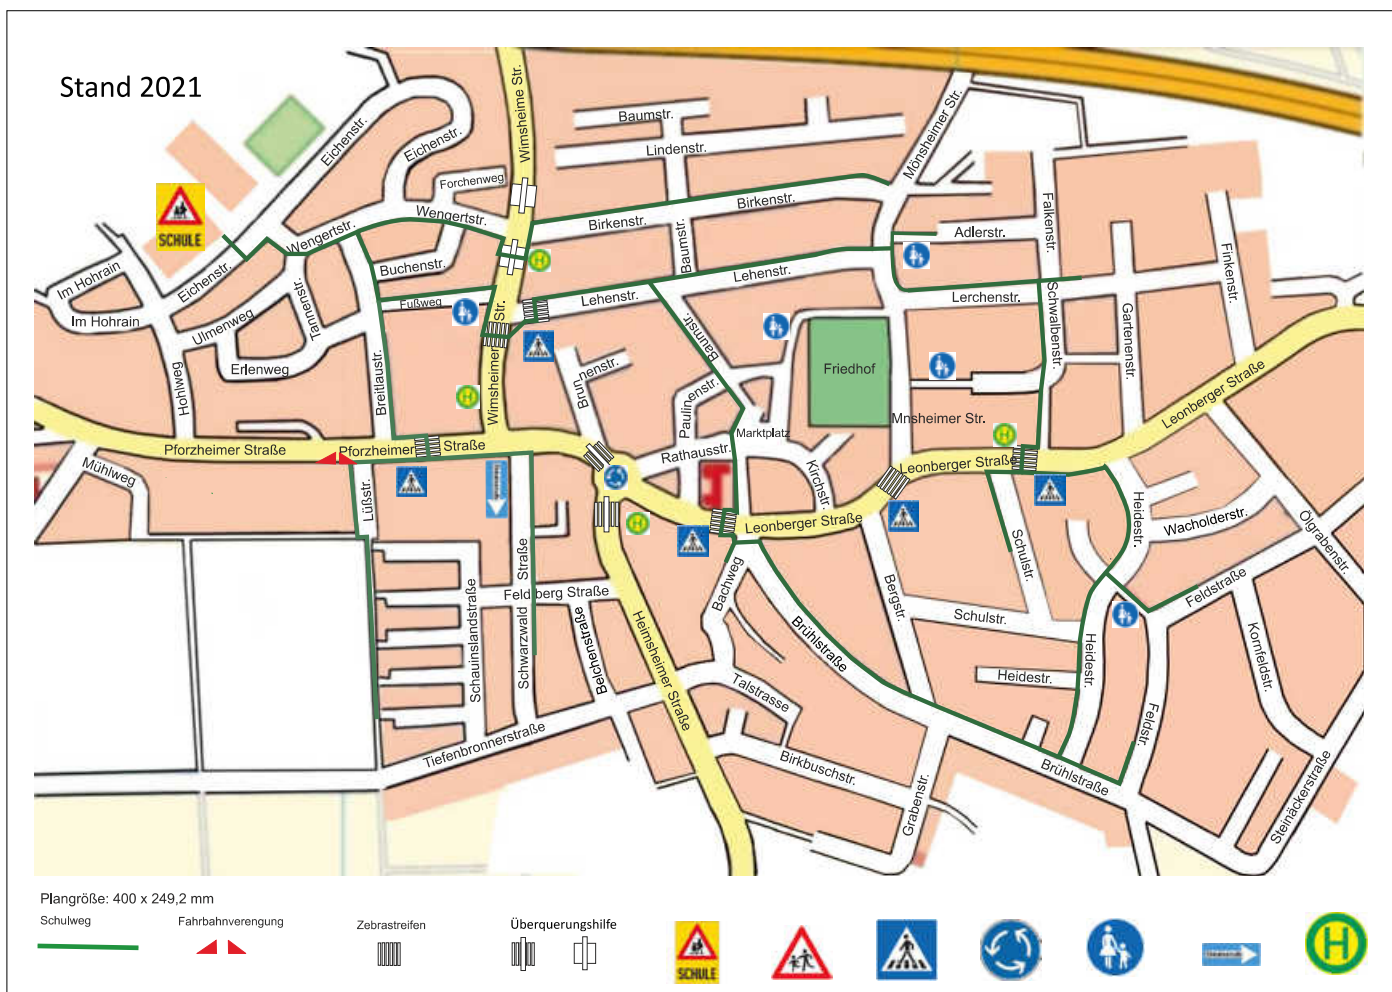 Stand 2021
Wimsheime Str.
Baumstr.
Lindenstr.
Mönsheimer Str.
Eichenstr.
Eichenstr.
Forchenweg
Wengertstr.
Wengertstr.
Birkenstr.
Birkenstr.
Baumstr.
Falkenstr.
Adlerstr.
Finkenstr.
SCHULE
Im Hohrain
Im Hohrain
Eichenstr.
Buchenstr.
Fußweg
Ulmenweg
Tannenstr.
Erlenweg
Hohlweg
Breitlaustr.
Wimsheimer Str.
Lehenstr.
Lehenstr.
Lerchenstr.
Schwalbenstr.
Gartenenstr.
Baumstr.
Brunnenstr.
Paulinenstr.
Friedhof
Marktplatz
Mnsheimer Str.
Rathausstr.
Kirchstr.
Leonberger Straße
Leonberger Straße
Leonberger Straße
Pforzheimer Straße
Pforzheimer Straße
Mühlweg
Lüßstr.
H
H
H
H
Schauinslandstraße
Schwarzwald Straße
Feldberg Straße
Belchenstraße
Heimsheimer Straße
Tiefenbronnerstraße
Bachweg
Brühlstraße
Talstrasse
Birkbuschstr.
Grabenstr.
Bergstr.
Schulstr.
Schulstr.
Heidestr.
Heidestr.
Heidestr.
Wacholderstr.
Ölgrabenstr.
Feldstraße
Kornfeldstr.
Feldstr.
Brühlstraße
Steinäckerstraße
Plangröße: 400 x 249,2 mm
Schulweg
Fahrbahnverengung
Zebrastreifen
Überquerungshilfe
SCHULE
H